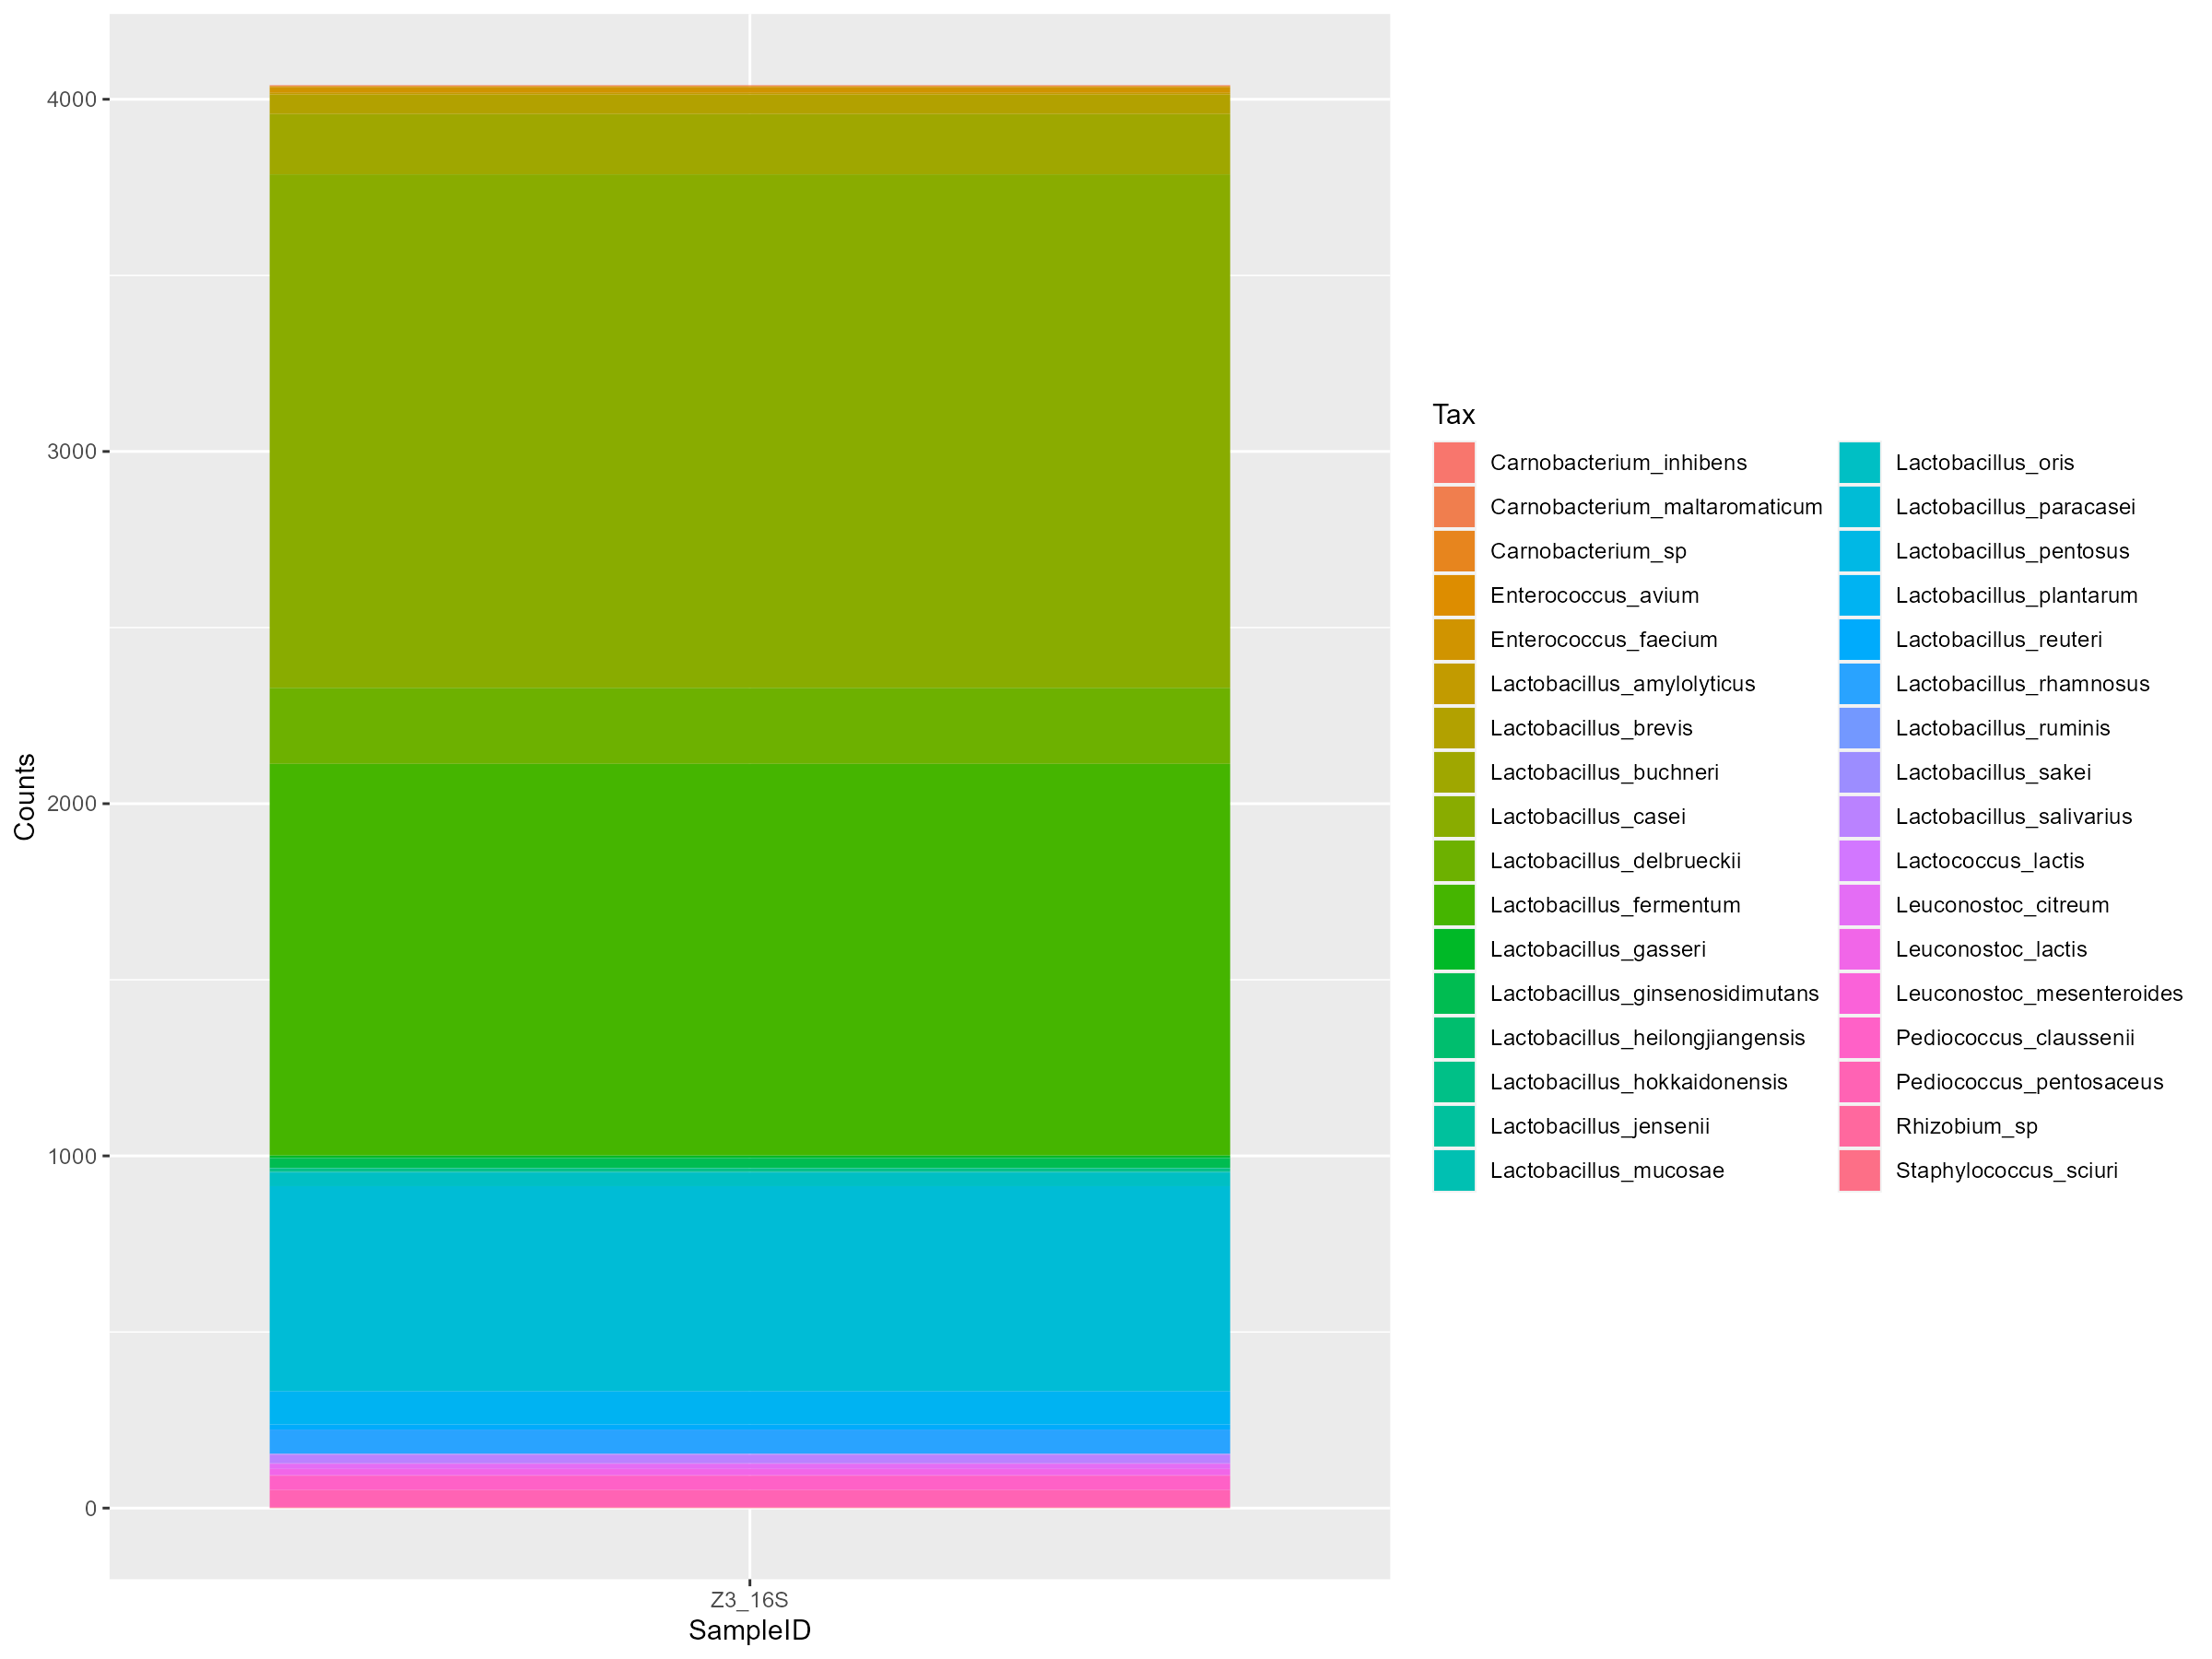 4000
3000
2000
1000
0
Counts
Z3_16S
SampleID
Tax
Carnobacterium_inhibens
Carnobacterium_maltaromaticum
Carnobacterium_sp
Enterococcus_avium
Enterococcus_faecium
Lactobacillus_amylolyticus
Lactobacillus_brevis
Lactobacillus_buchneri
Lactobacillus_casei
Lactobacillus_delbrueckii
Lactobacillus_fermentum
Lactobacillus_gasseri
Lactobacillus_ginsenosidimutans
Lactobacillus_heilongjiangensis
Lactobacillus_hokkaidonensis
Lactobacillus_jensenii
Lactobacillus_mucosae
Lactobacillus_oris
Lactobacillus_paracasei
Lactobacillus_pentosus
Lactobacillus_plantarum
Lactobacillus_reuteri
Lactobacillus_rhamnosus
Lactobacillus_ruminis
Lactobacillus_sakei
Lactobacillus_salivarius
Lactococcus_lactis
Leuconostoc_citreum
Leuconostoc_lactis
Leuconostoc_mesenteroides
Pediococcus_claussenii
Pediococcus_pentosaceus
Rhizobium_sp
Staphylococcus_sciuri